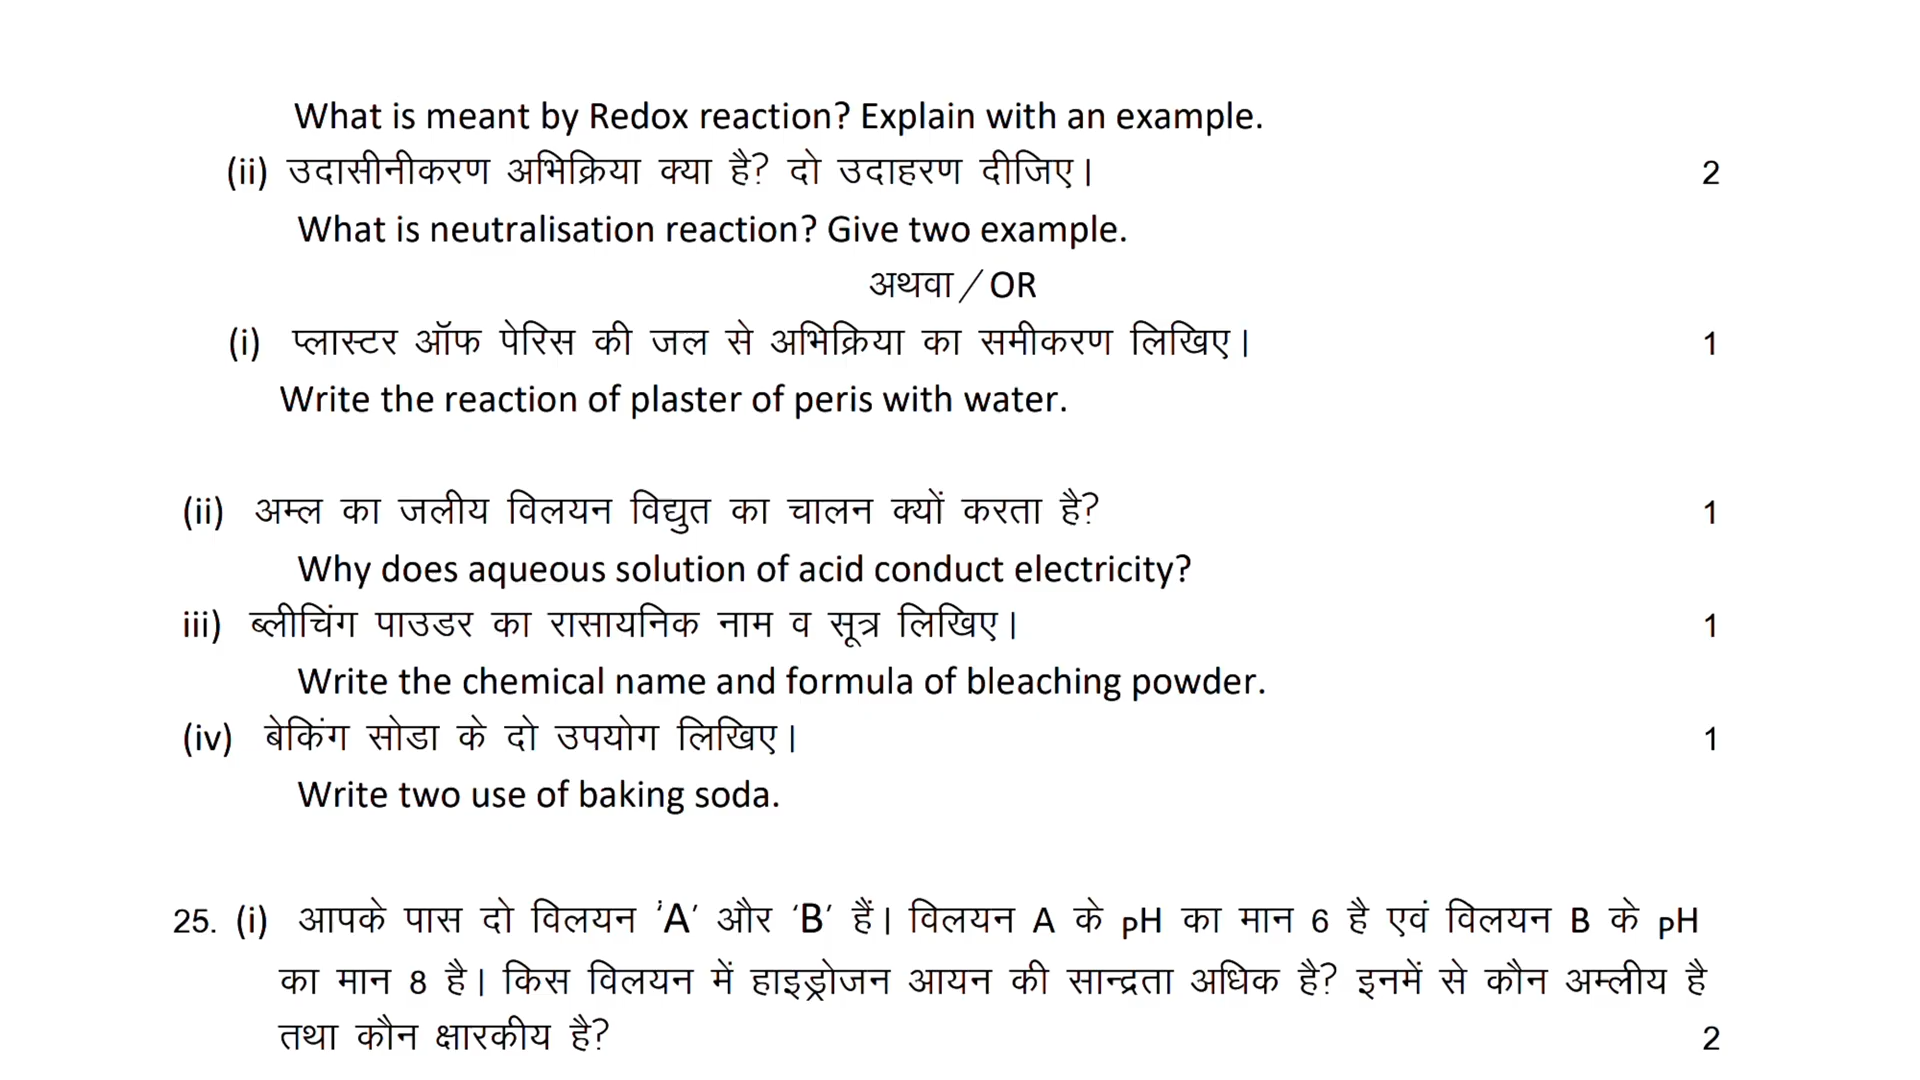 What is meant by Redox reaction? Explain with an example.
(ii) उदासीनीकरण अभिक्रिया क्या है? दो उदाहरण दीजिए। 2
What is neutralisation reaction? Give two example.
अथवा/OR
(i) प्लास्टर ऑफ पेरिस की जल से अभिक्रिया का समीकरण लिखिए। 1
Write the reaction of plaster of peris with water.
(ii) अम्ल का जलीय विलयन विद्युत का चालन क्यों करता है? 1
Why does aqueous solution of acid conduct electricity?
iii) ब्लीचिंग पाउडर का रासायनिक नाम व सूत्र लिखिए। 1
Write the chemical name and formula of bleaching powder.
(iv) बेकिंग सोडा के दो उपयोग लिखिए। 1
Write two use of baking soda.
25. (i) आपके पास दो विलयन 'A' और 'B' हैं। विलयन A के pH का मान 6 है एवं विलयन B के pH
का मान 8 है। किस विलयन में हाइड्रोजन आयन की सान्द्रता अधिक है? इनमें से कौन अम्लीय है
तथा कौन क्षारकीय है? 2